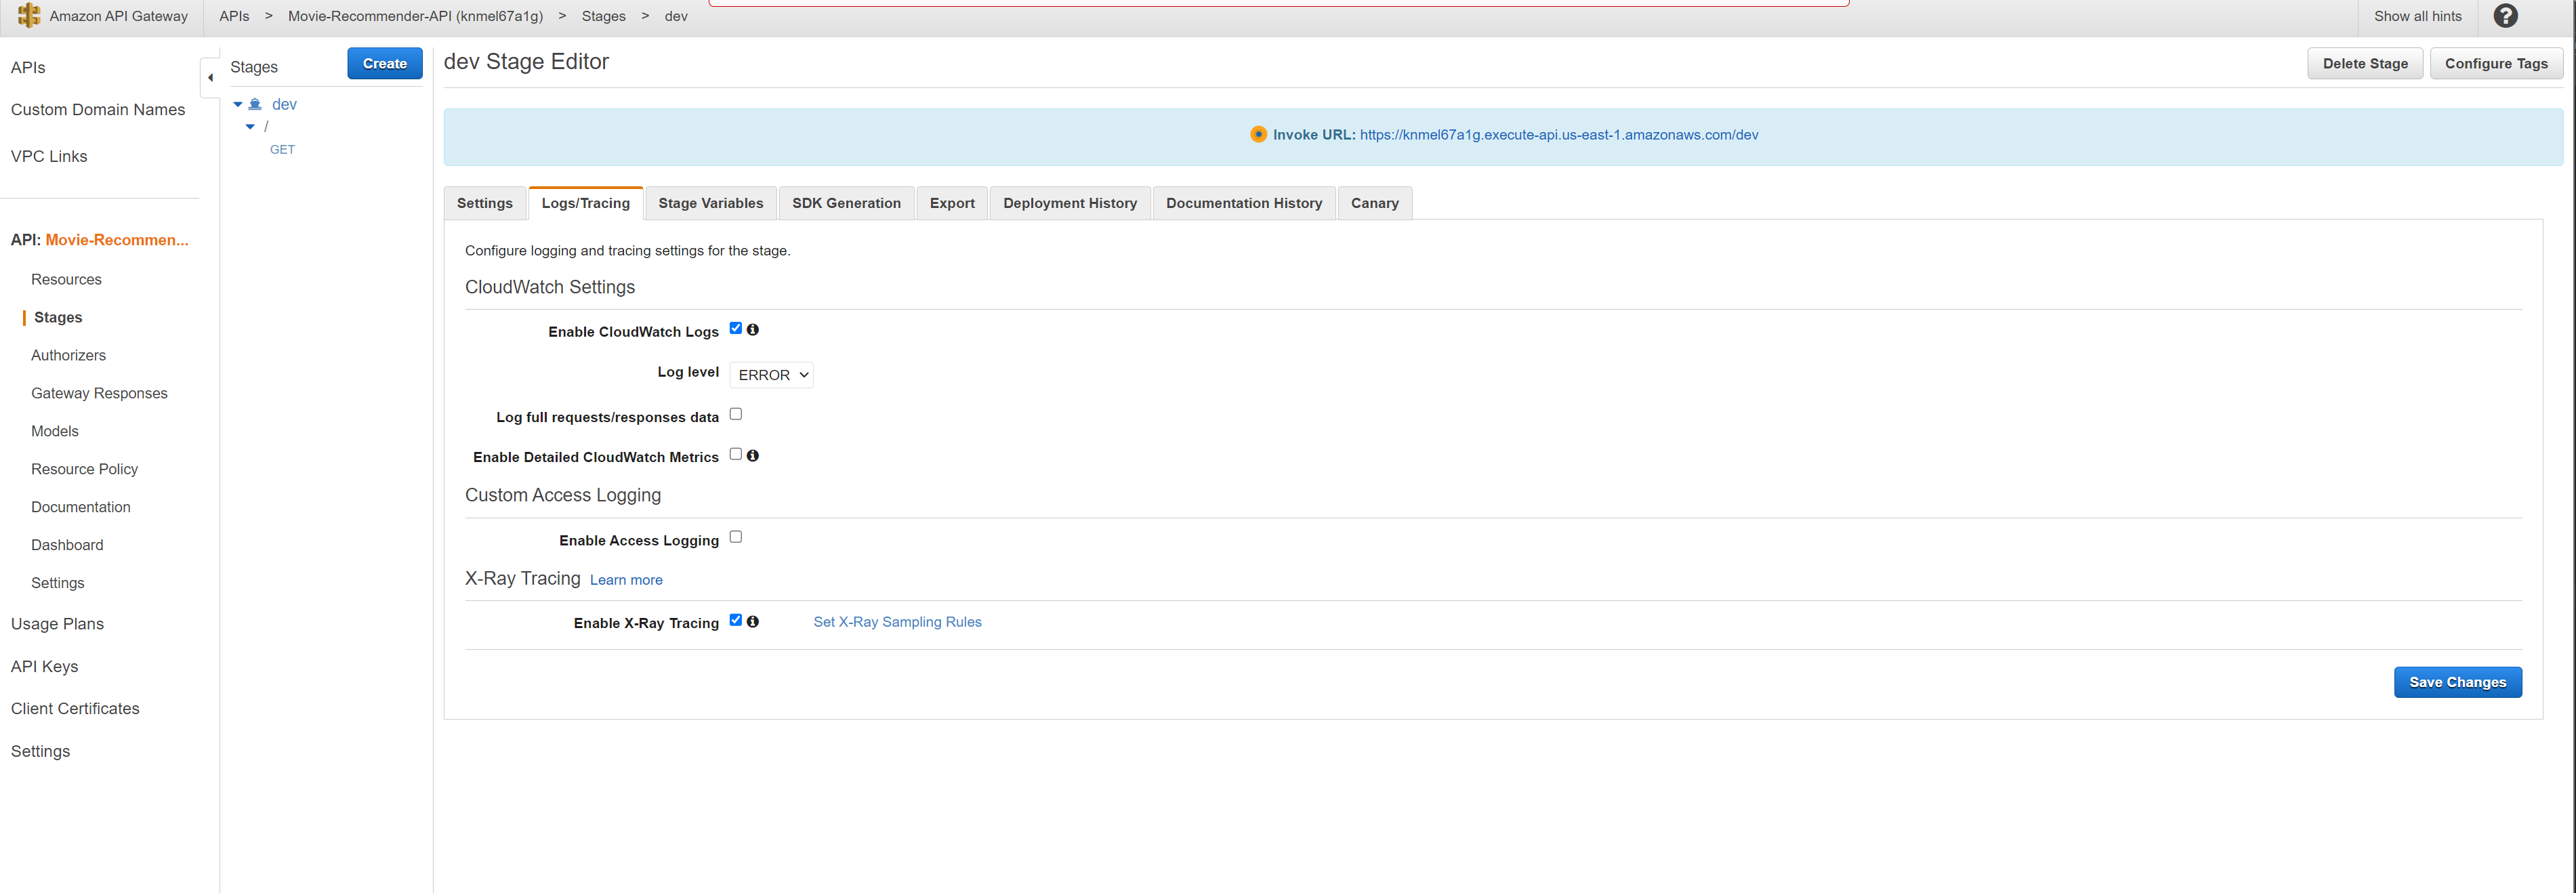 Amazon API Gateway
APIs > Movie-Recommender-API (knmel67a1g) > Stages > dev
Show all hints
?
APIs
Custom Domain Names
VPC Links
API: Movie-Recommen...
Resources
Stages
Authorizers
Gateway Responses
Models
Resource Policy
Documentation
Dashboard
Settings
Usage Plans
API Keys
Client Certificates
Settings
Stages
Create
dev
/
GET
dev Stage Editor
Delete Stage
Configure Tags
Invoke URL: https://knmel67a1g.execute-api.us-east-1.amazonaws.com/dev
Settings
Logs/Tracing
Stage Variables
SDK Generation
Export
Deployment History
Documentation History
Canary
Configure logging and tracing settings for the stage.
CloudWatch Settings
Enable CloudWatch Logs
Log level ERROR
Log full requests/responses data
Enable Detailed CloudWatch Metrics
Custom Access Logging
Enable Access Logging
X-Ray Tracing Learn more
Enable X-Ray Tracing Set X-Ray Sampling Rules
Save Changes